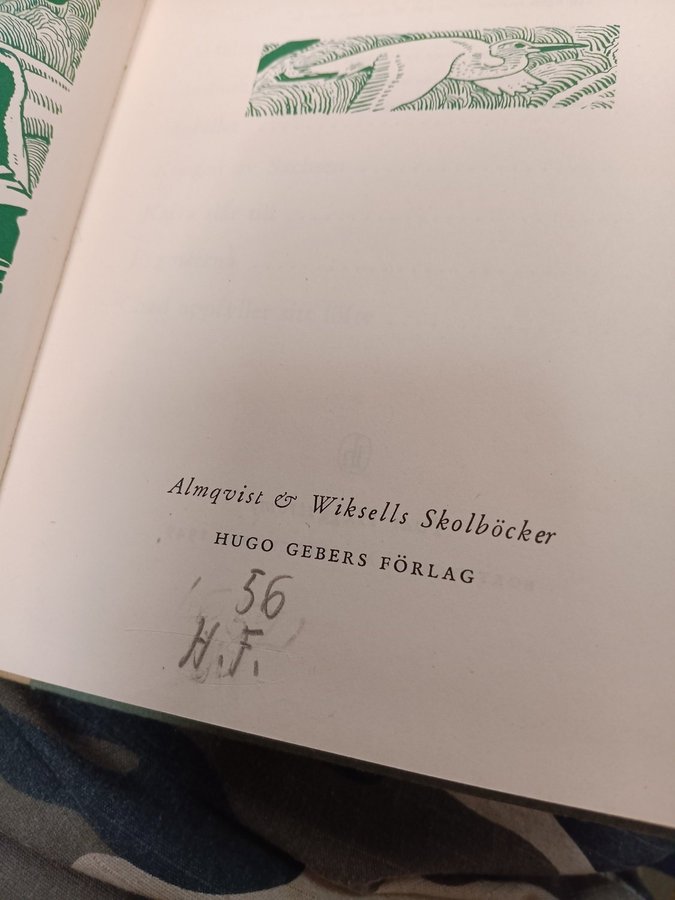 Almqvist & Wiksells Skolböcker
HUGO GEBERS FÖRLAG
56
H.F.